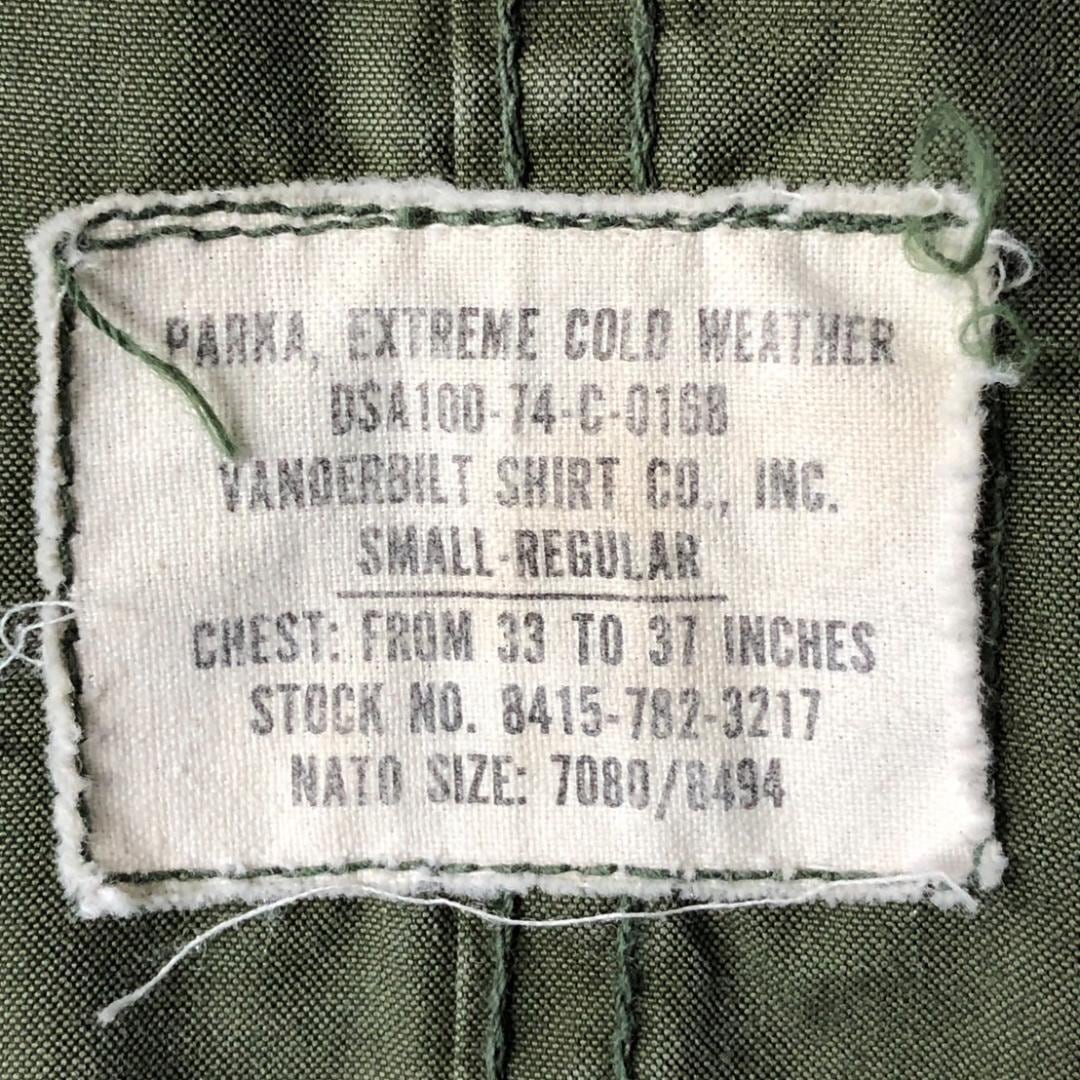 PARKA, EXTREME COLD WEATHER
DSA100-74-C-0168
VANDERBILT SHIRT CO., INC.
SMALL-REGULAR
CHEST: FROM 33 TO 37 INCHES
STOCK NO. 8415-782-3217
NATO SIZE: 7080/8494